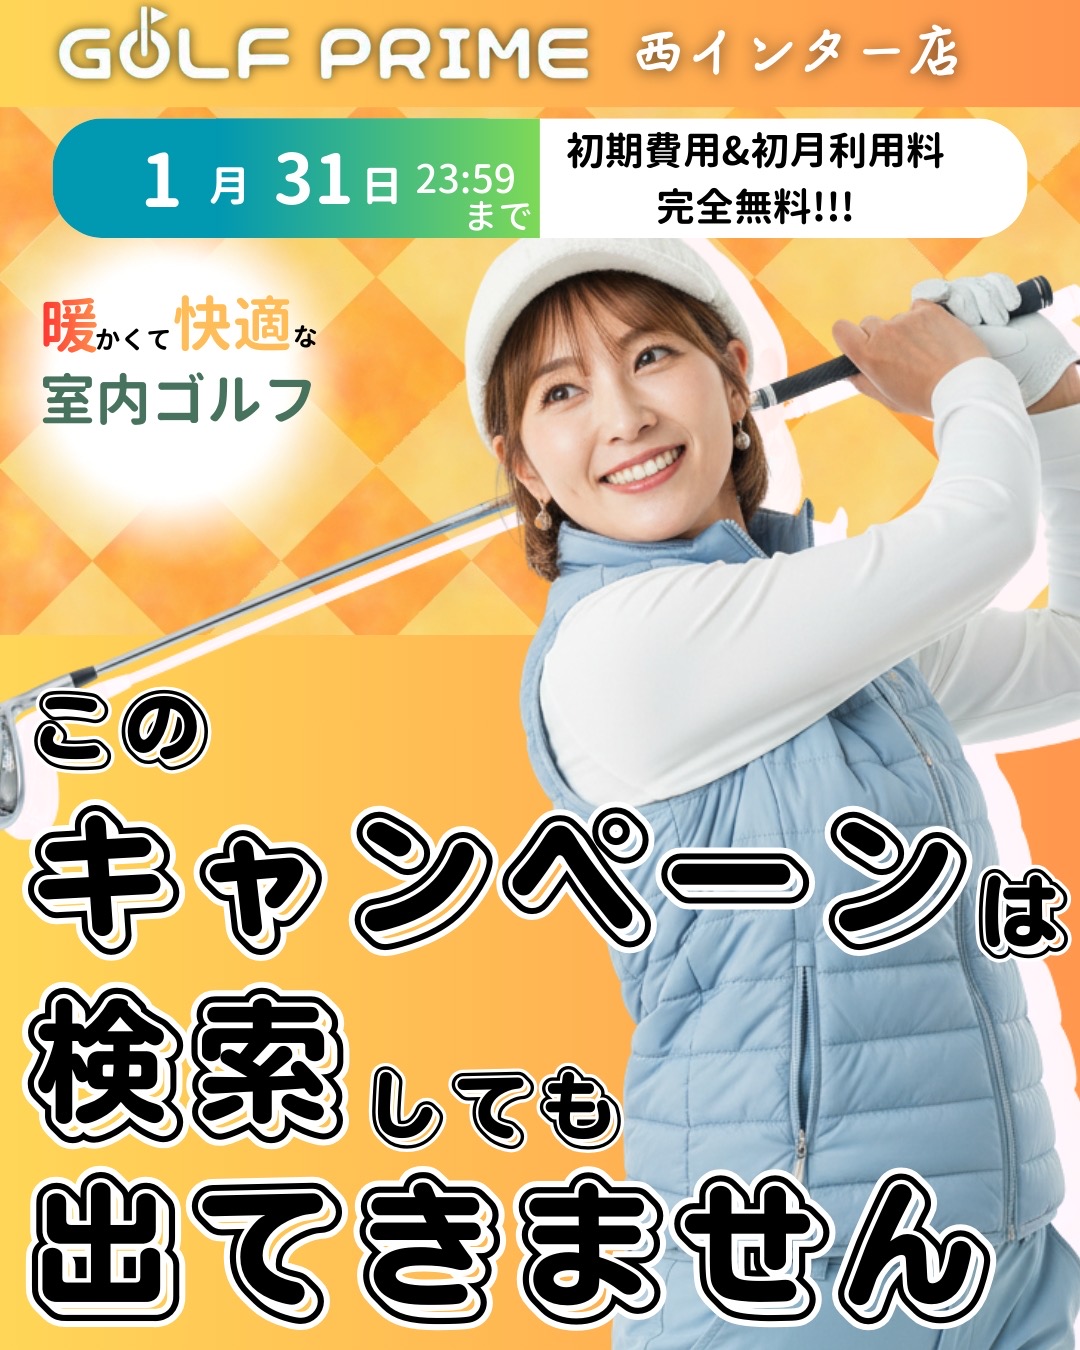 GOLF PRIME 西インター店
1月31日 23:59まで
初期費用&初月利用料
完全無料!!!
暖かくて快適な
室内ゴルフ
この
キャンペーンは
検索しても
出てきません